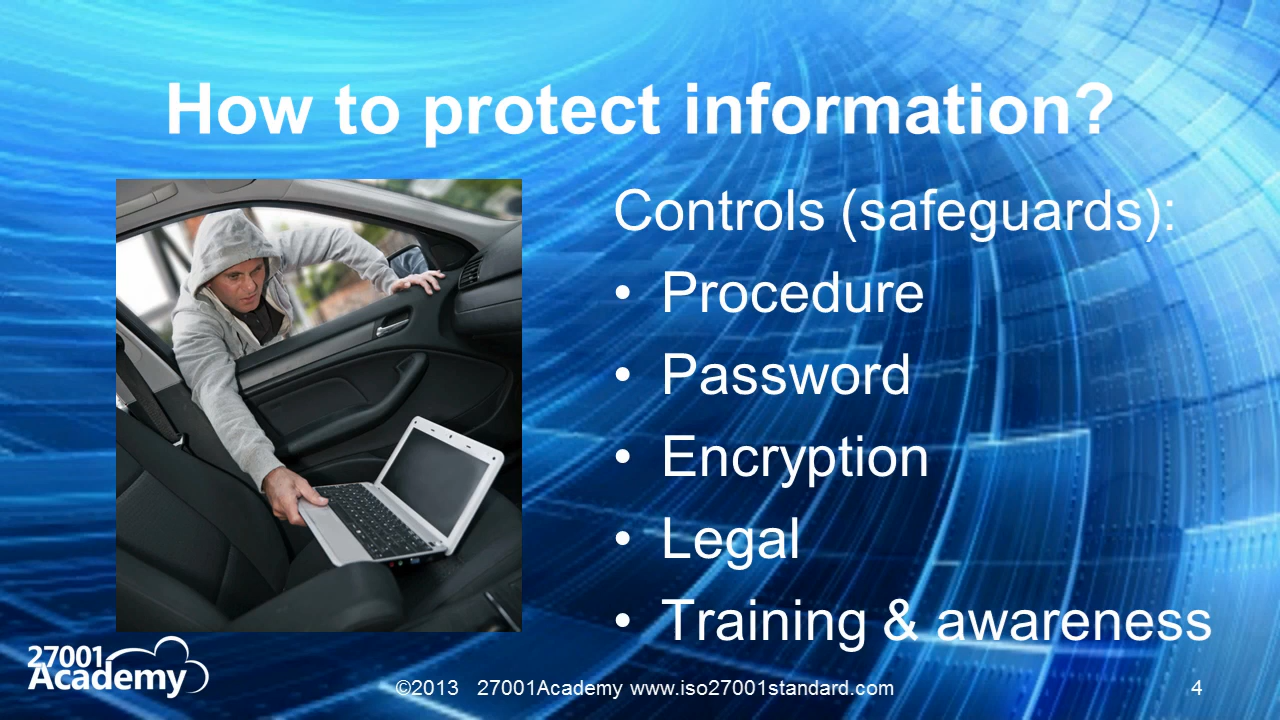 How to protect information?
Controls (safeguards):
• Procedure
• Password
• Encryption
• Legal
• Training & awareness
27001
Academy
©2013 27001Academy www.iso27001standard.com
4